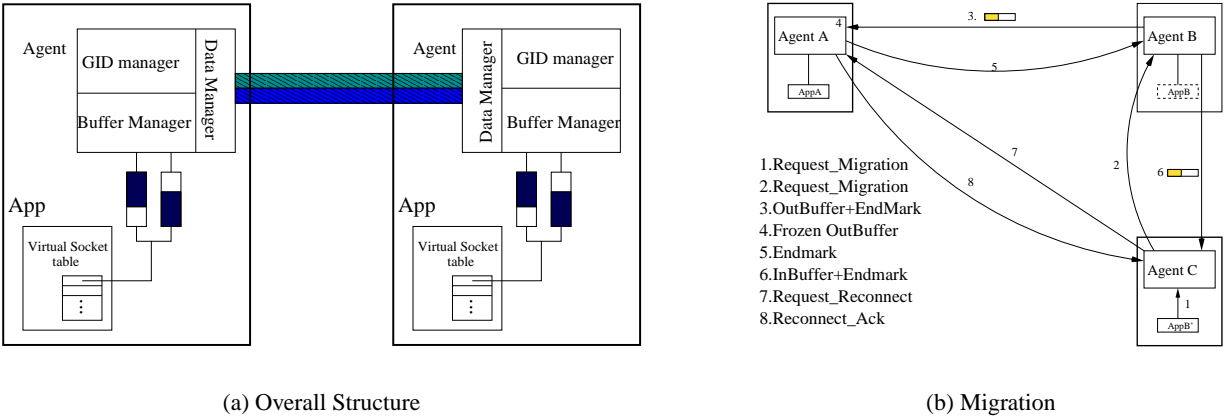 Agent
GID manager
Buffer Manager
Data Manager
App
Virtual Socket
table
Agent
Data Manager
GID manager
Buffer Manager
App
Virtual Socket
table
(a) Overall Structure
4
Agent A
AppA
3.
5
Agent B
AppB
7
8
2
6
1.Request_Migration
2.Request_Migration
3.OutBuffer+EndMark
4.Frozen OutBuffer
5.Endmark
6.InBuffer+Endmark
7.Request_Reconnect
8.Reconnect_Ack
Agent C
1
AppB'
(b) Migration